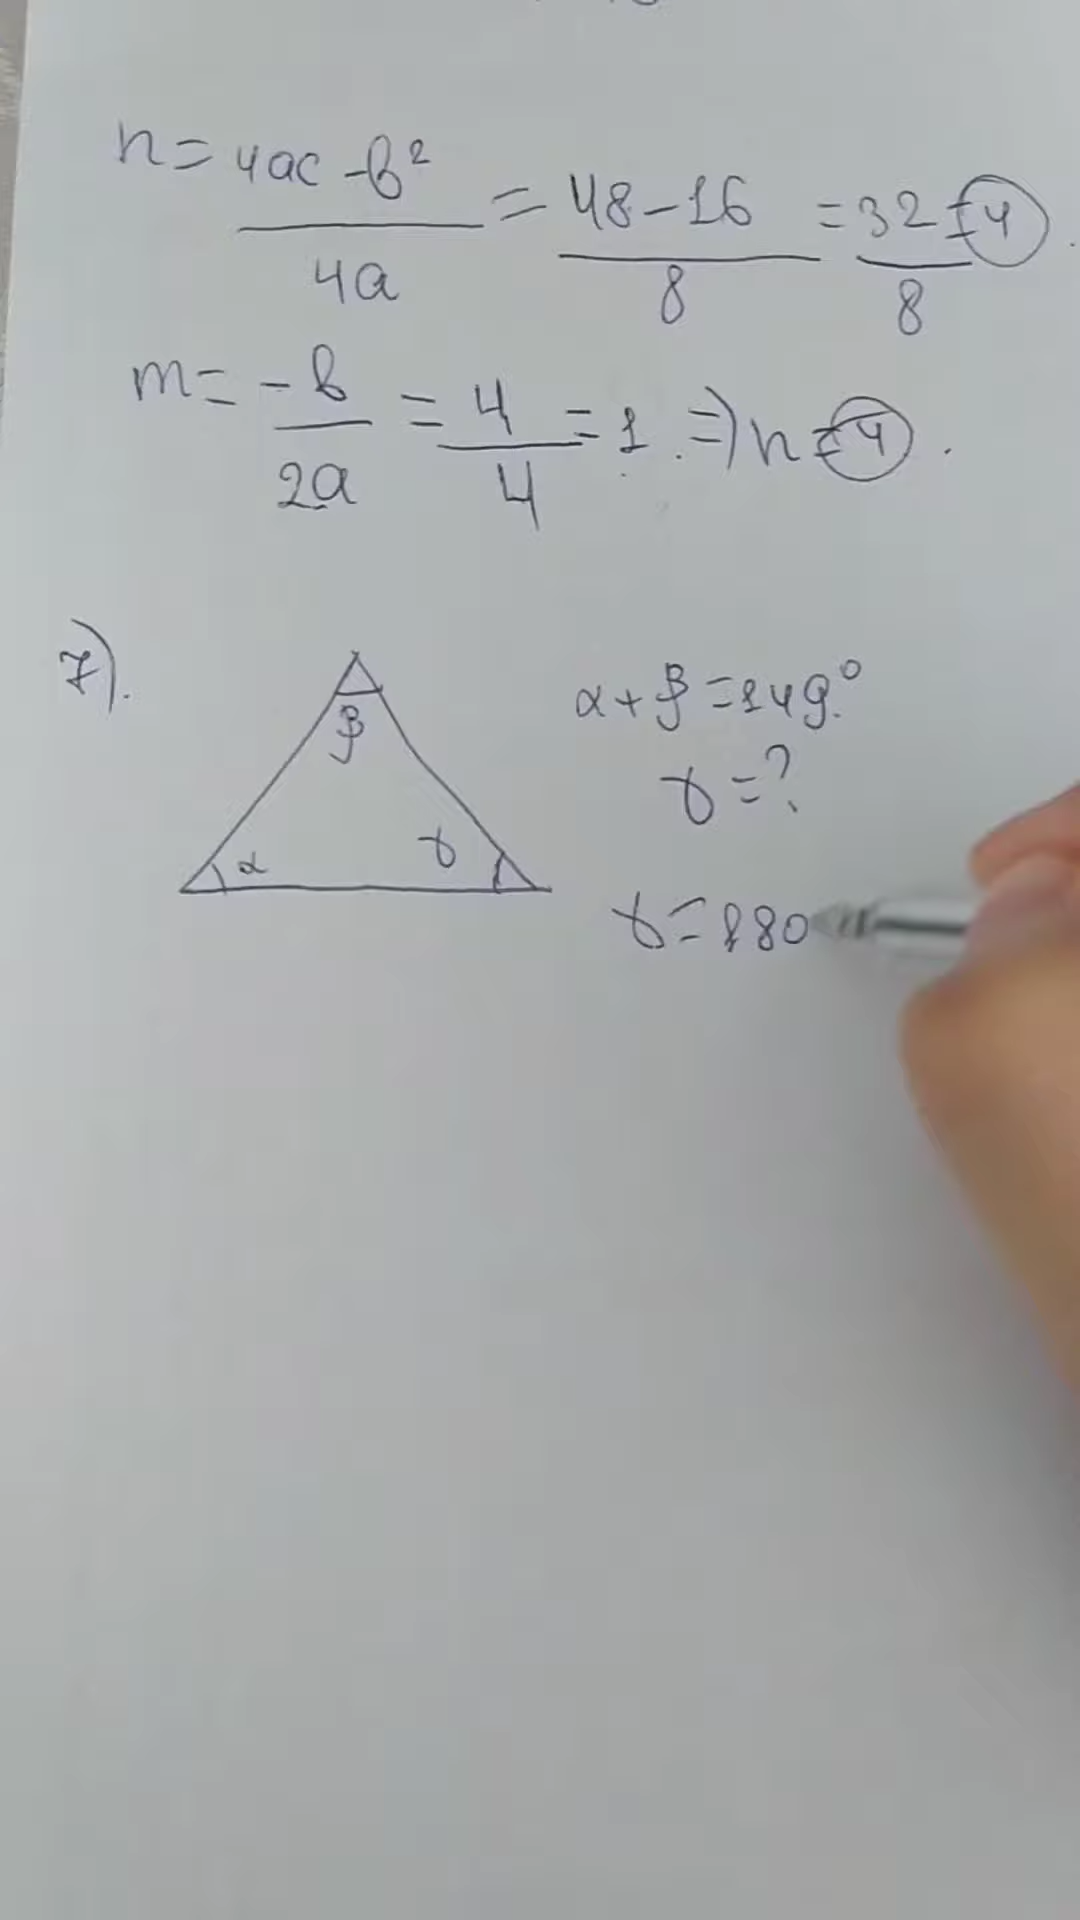 n = 4ac - b² / 4a = 48 - 16 / 8 = 32 / 8 = 4
m = -b / 2a = 4 / 4 = 1. ⇒ n = 4.
7).
α + β = 149°
γ = ?
β
α γ
γ = 180